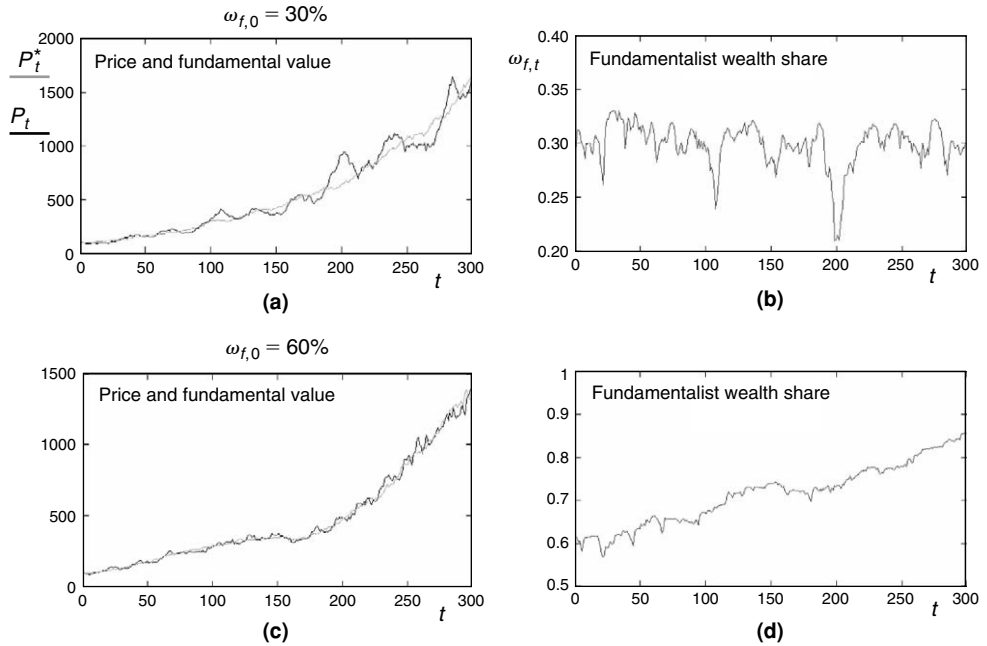 ω_{f,0} = 30%
P*_t
P_t
Price and fundamental value
2000
1500
1000
500
0
0 50 100 150 200 250 300
t
(a)
ω_{f,t}
Fundamentalist wealth share
0.40
0.35
0.30
0.25
0.20
0 50 100 150 200 250 300
t
(b)
ω_{f,0} = 60%
Price and fundamental value
1500
1000
500
0
0 50 100 150 200 250 300
t
(c)
Fundamentalist wealth share
1
0.9
0.8
0.7
0.6
0.5
0 50 100 150 200 250 300
t
(d)